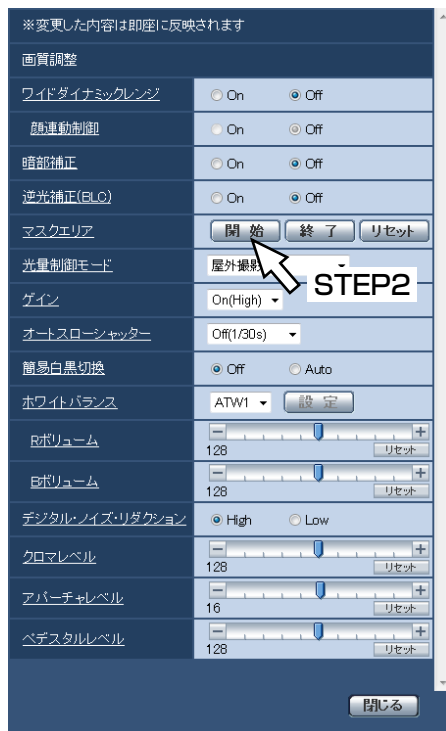 ※変更した内容は即座に反映されます
画質調整
ワイドダイナミックレンジ On Off
顔連動制御 On Off
暗部補正 On Off
逆光補正(BLC) On Off
マスクエリア 開 始 終 了 リセット
光量制御モード 屋外撮影
STEP2
ゲイン On(High)
オートスローシャッター Off(1/30s)
簡易白黒切換 Off Auto
ホワイトバランス ATW1 設 定
Rボリューム 128 リセット
Bボリューム 128 リセット
デジタル・ノイズ・リダクション High Low
クロマレベル 128 リセット
アパーチャレベル 16 リセット
ペデスタルレベル 128 リセット
閉じる